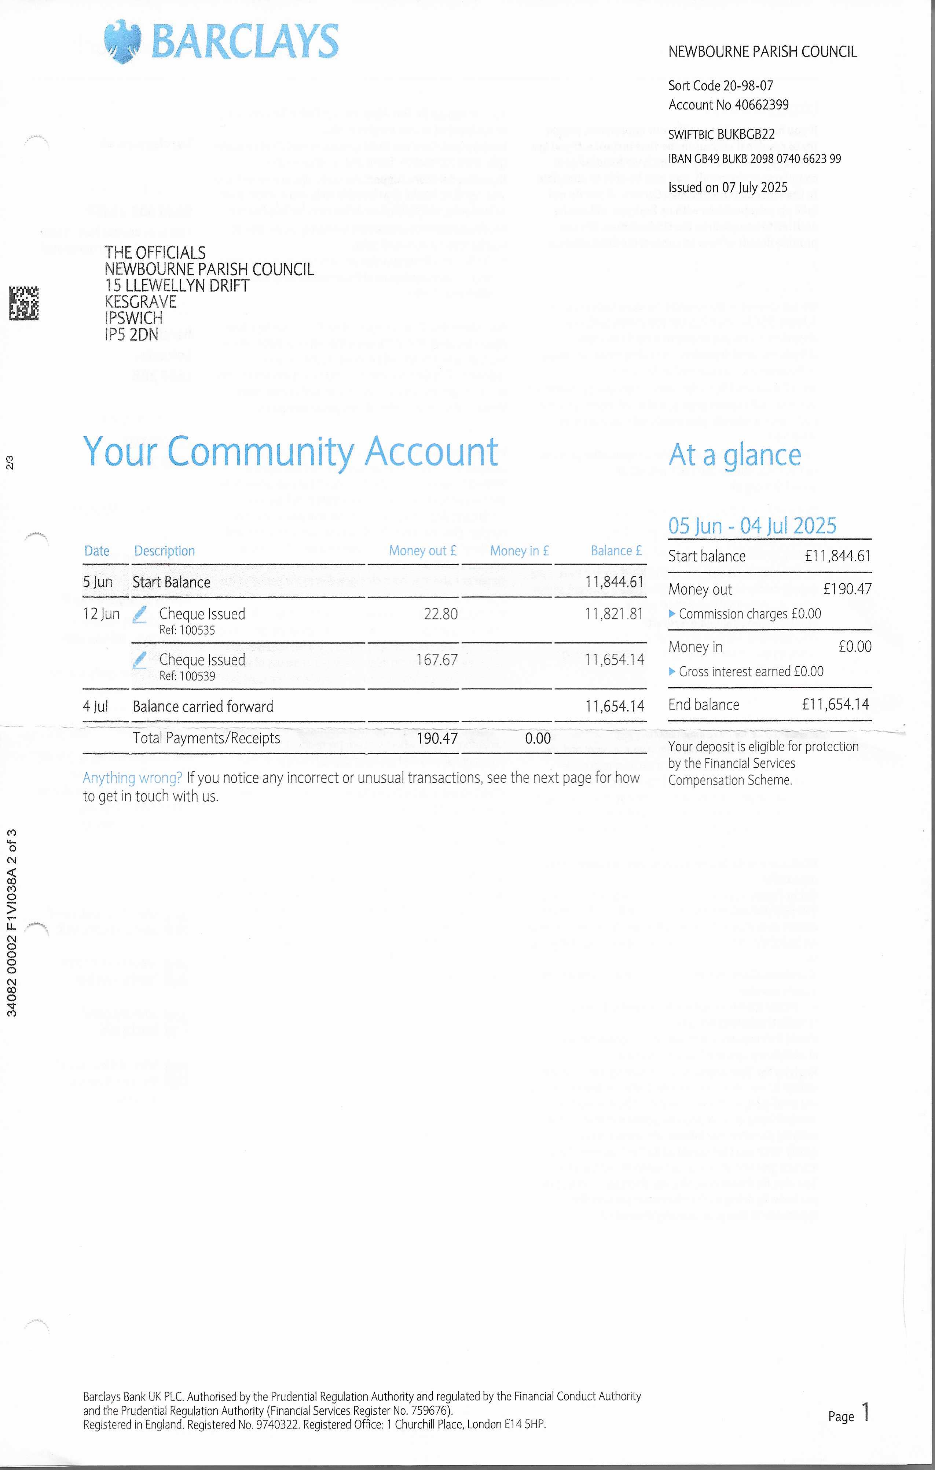 BARCLAYS
NEWBOURNE PARISH COUNCIL
Sort Code 20-98-07
Account No 40662399
SWIFTBIC BUKBGB22
IBAN GB49 BUKB 2098 0740 6623 99
Issued on 07 July 2025
THE OFFICIALS
NEWBOURNE PARISH COUNCIL
15 LLEWELLYN DRIFT
KESGRAVE
IPSWICH
IP5 2DN
2/3
Your Community Account
Date Description Money out £ Money in £ Balance £
5 Jun Start Balance 11,844.61
12 Jun Cheque Issued 22.80 11,821.81
Ref: 100535
Cheque Issued 167.67 11,654.14
Ref: 100539
4 Jul Balance carried forward 11,654.14
Total Payments/Receipts 190.47 0.00
Anything wrong? If you notice any incorrect or unusual transactions, see the next page for how
to get in touch with us.
At a glance
05 Jun - 04 Jul 2025
Start balance £11,844.61
Money out £190.47
Commission charges £0.00
Money in £0.00
Gross interest earned £0.00
End balance £11,654.14
Your deposit is eligible for protection
by the Financial Services
Compensation Scheme.
34082 00002 F1VI038A 2 of 3
Barclays Bank UK PLC. Authorised by the Prudential Regulation Authority and regulated by the Financial Conduct Authority
and the Prudential Regulation Authority (Financial Services Register No. 759676).
Registered in England. Registered No. 9740322. Registered Office: 1 Churchill Place, London E14 5HP.
Page 1